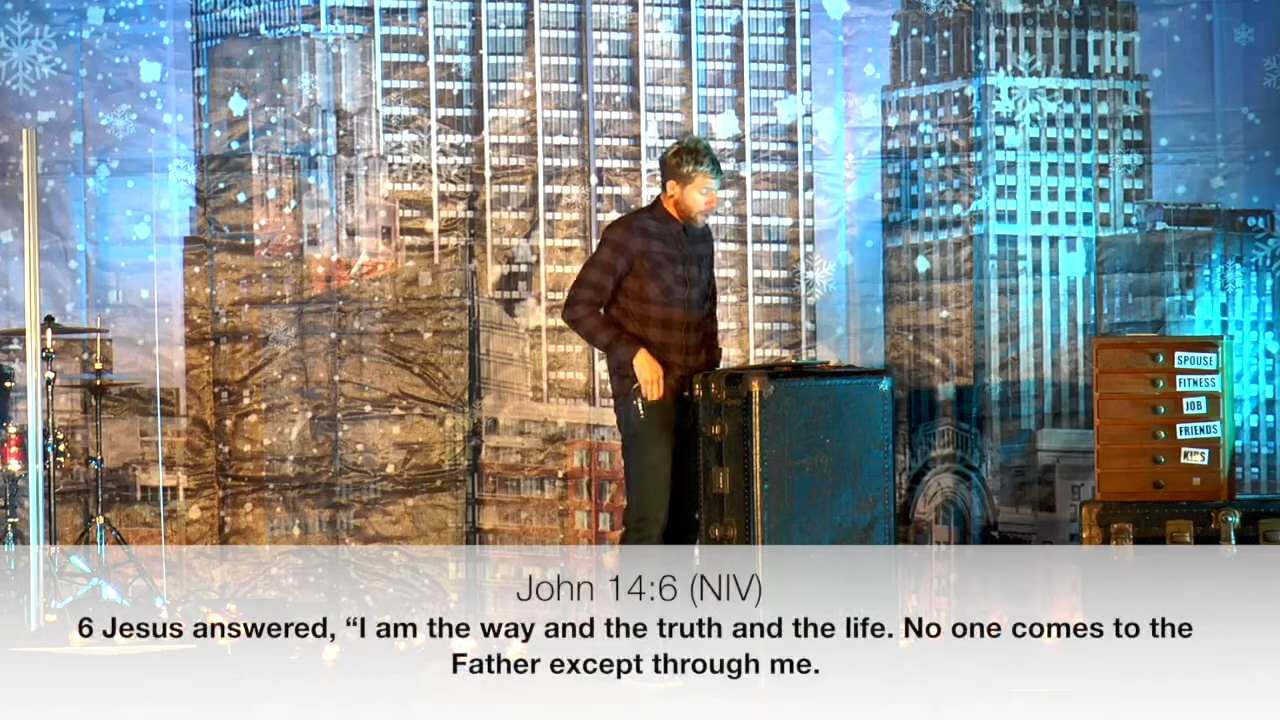 SPOUSE
FITNESS
JOB
FRIENDS
KIDS
John 14:6 (NIV)
6 Jesus answered, “I am the way and the truth and the life. No one comes to the
Father except through me.